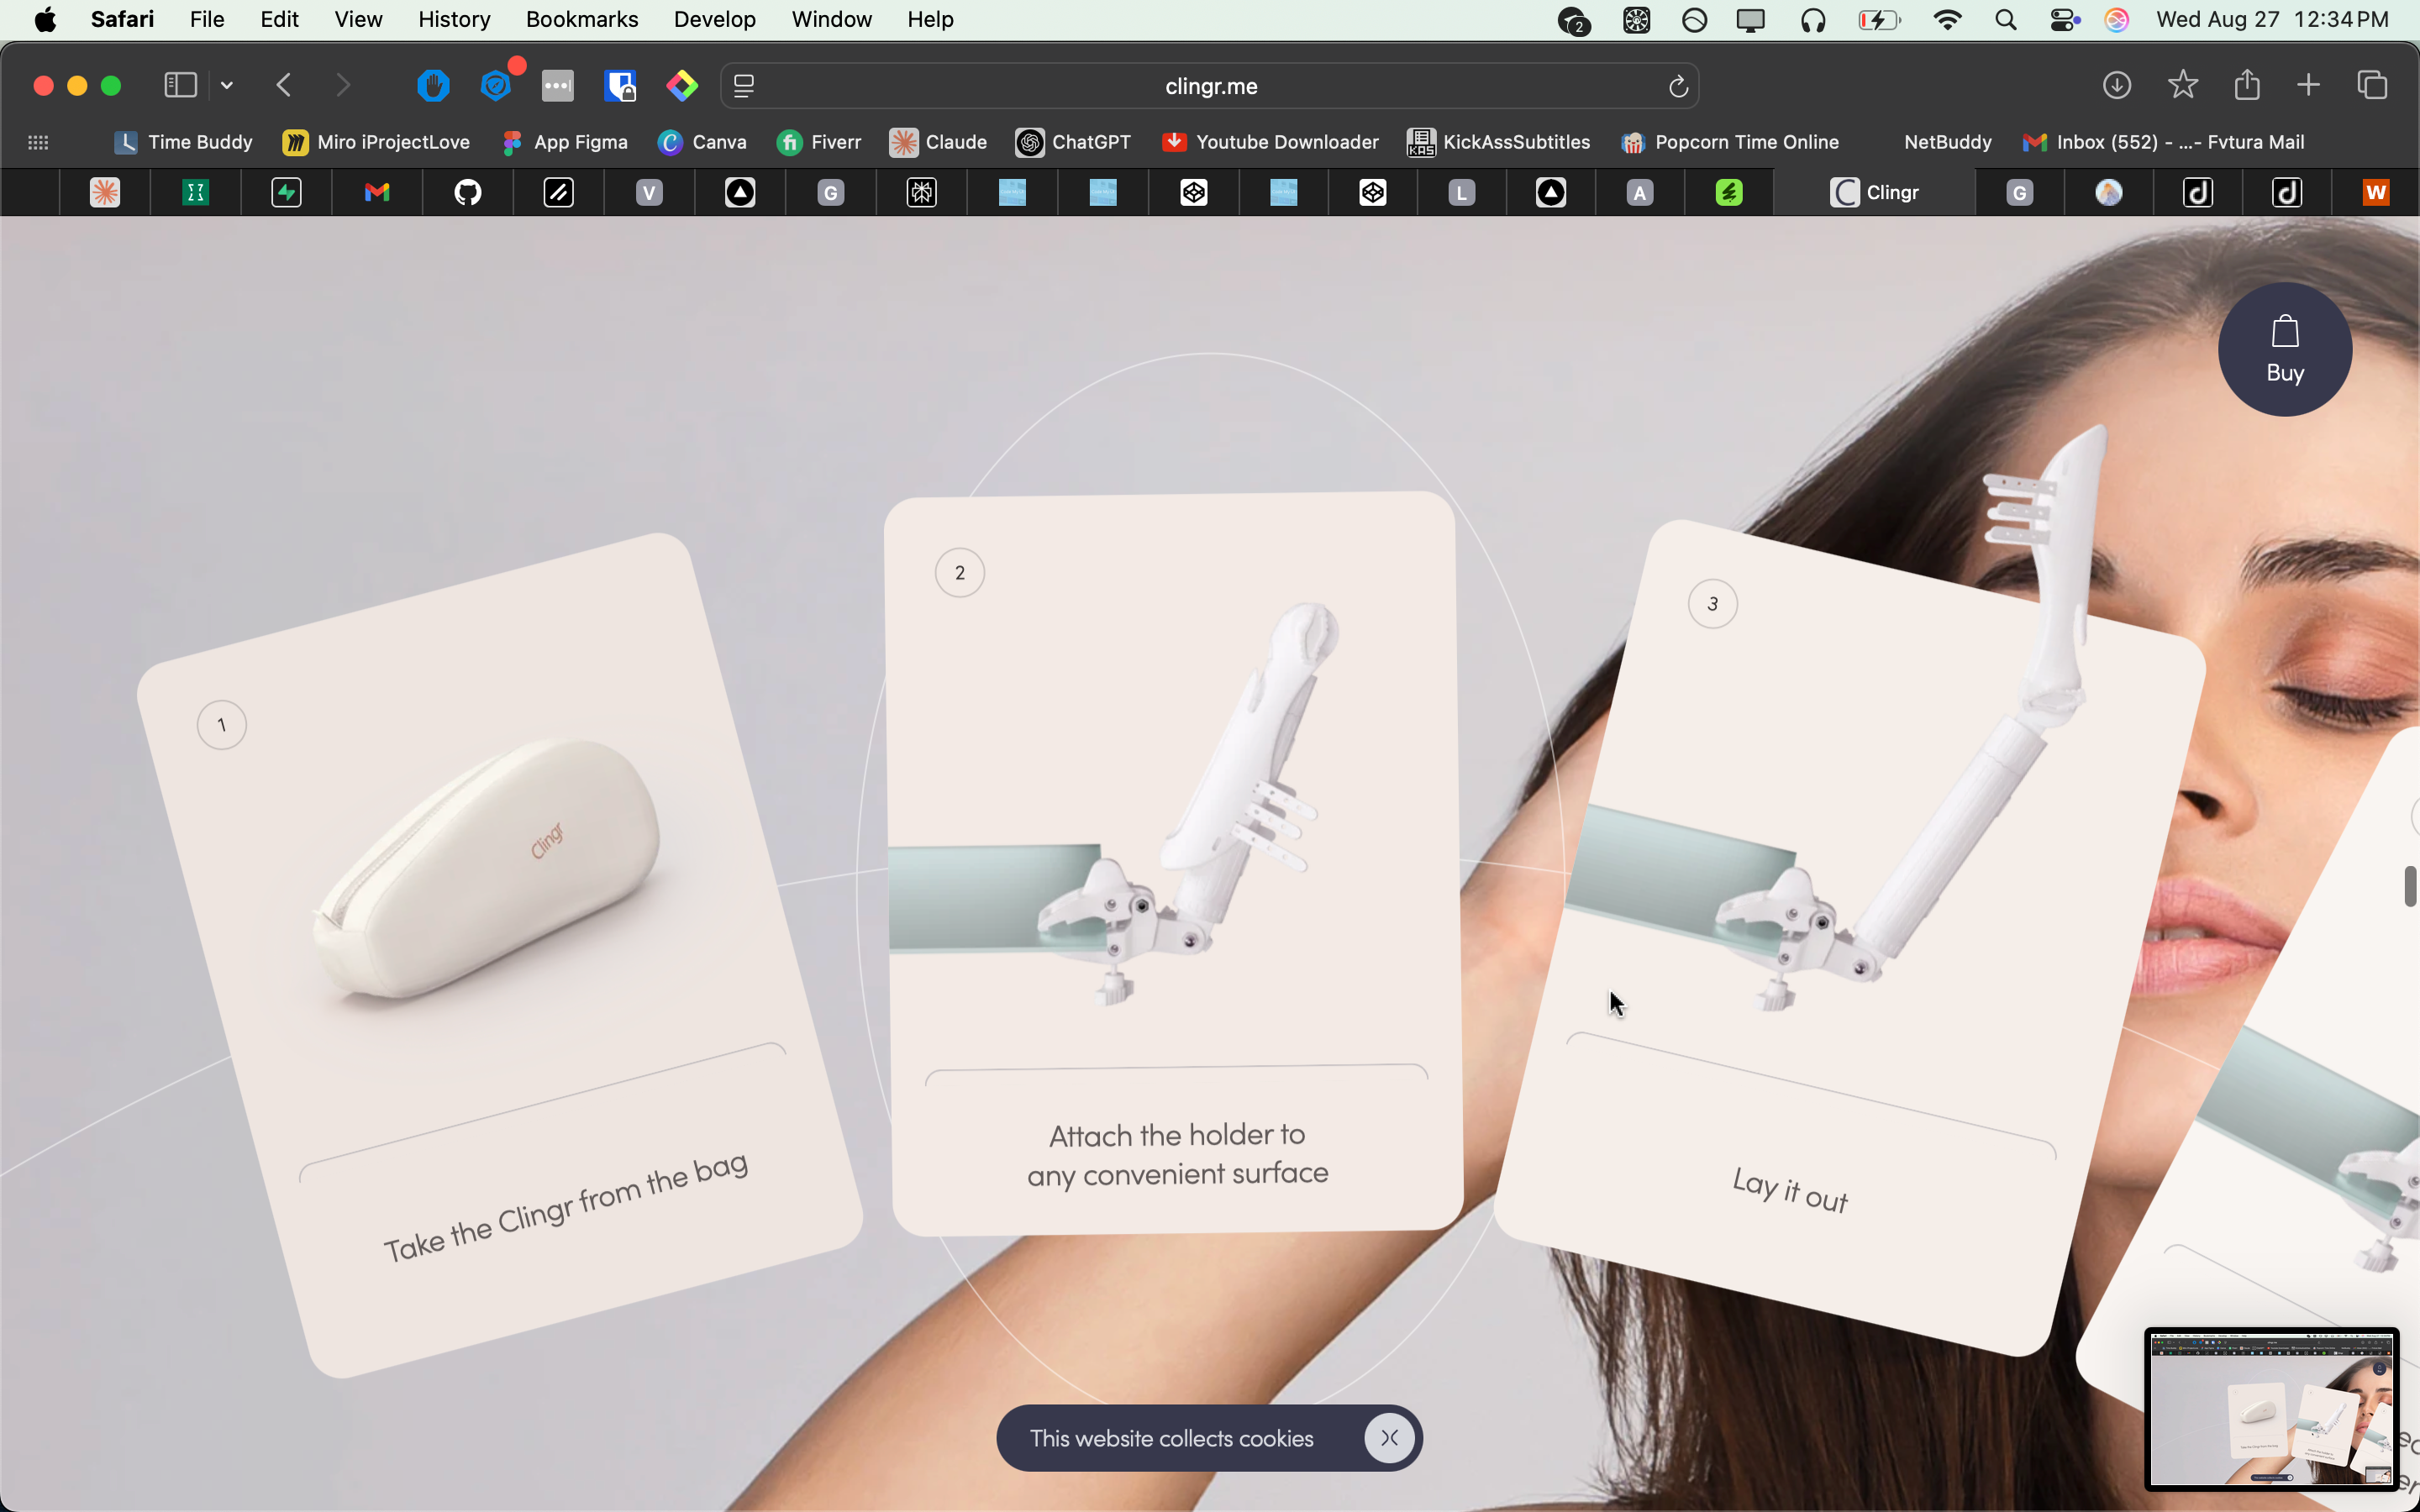 Safari File Edit View History Bookmarks Develop Window Help 2 Wed Aug 27 12:34 PM
clingr.me
Time Buddy Miro iProjectLove App Figma Canva Fiverr Claude ChatGPT Youtube Downloader KAS KickAssSubtitles Popcorn Time Online NetBuddy Inbox (552) - ...- Fvtura Mail
V G L A Clingr G W
Buy
1
Clingr
Take the Clingr from the bag
2
Attach the holder to
any convenient surface
3
Lay it out
This website collects cookies